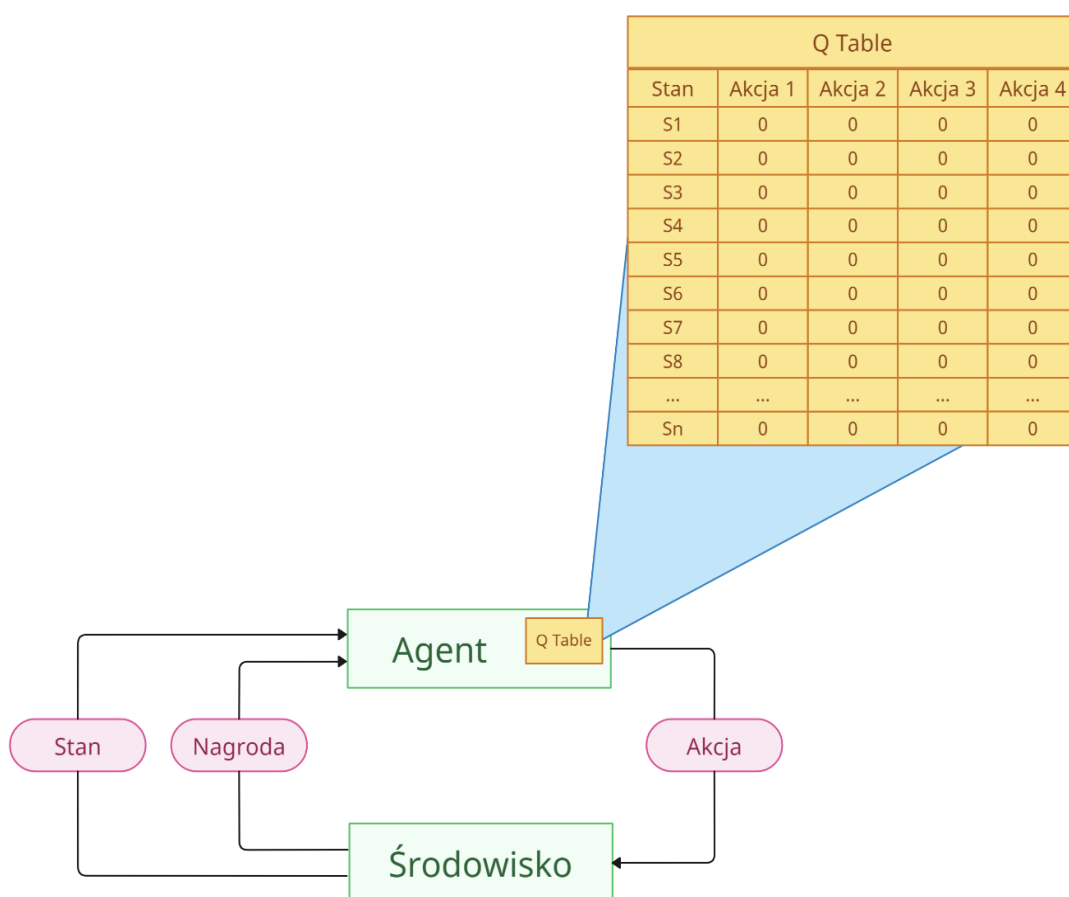 Q Table
Stan Akcja 1 Akcja 2 Akcja 3 Akcja 4
S1 0 0 0 0
S2 0 0 0 0
S3 0 0 0 0
S4 0 0 0 0
S5 0 0 0 0
S6 0 0 0 0
S7 0 0 0 0
S8 0 0 0 0
... ... ... ... ...
Sn 0 0 0 0
Agent
Q Table
Stan
Nagroda
Akcja
Środowisko